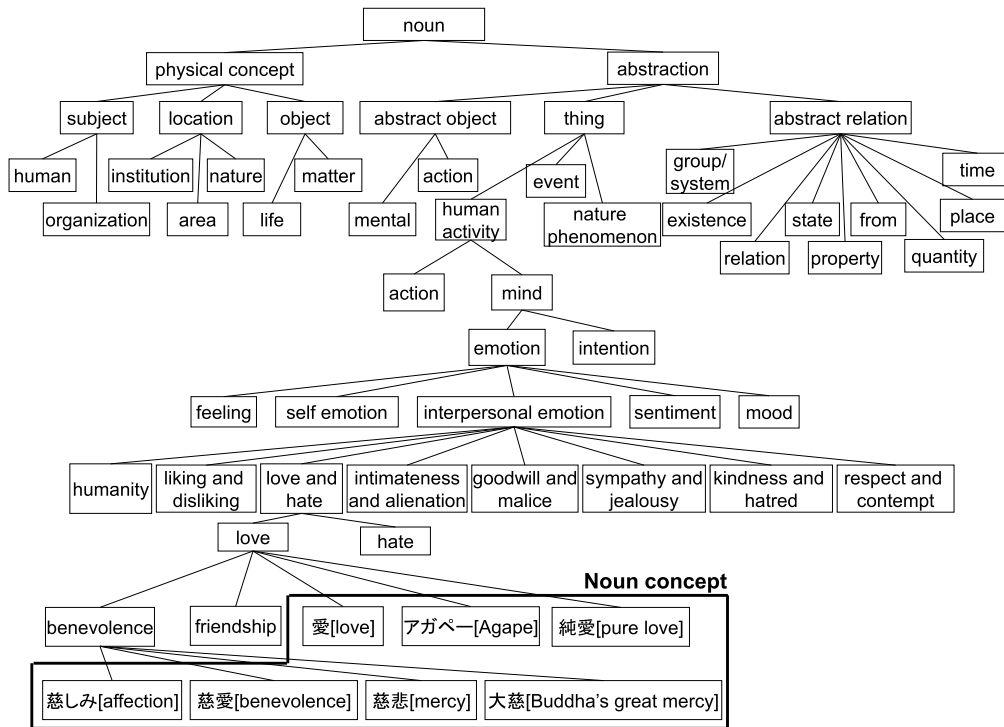 noun
physical concept
abstraction
subject
location
object
abstract object
thing
abstract relation
human
institution
nature
matter
action
event
group/
system
time
organization
area
life
mental
human
activity
nature
phenomenon
existence
state
from
place
relation
property
quantity
action
mind
emotion
intention
feeling
self emotion
interpersonal emotion
sentiment
mood
humanity
liking and
disliking
love and
hate
intimateness
and alienation
goodwill and
malice
sympathy and
jealousy
kindness and
hatred
respect and
contempt
love
hate
Noun concept
benevolence
friendship
愛[love]
アガペー[Agape]
純愛[pure love]
慈しみ[affection]
慈愛[benevolence]
慈悲[mercy]
大慈[Buddha's great mercy]